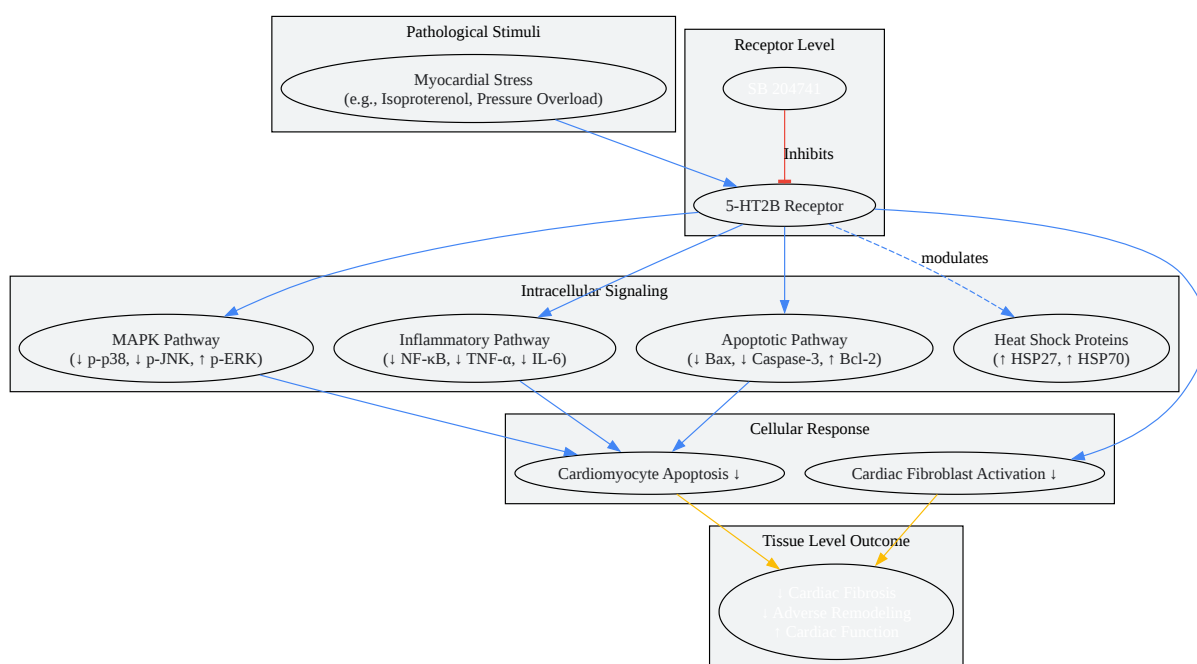 Pathological Stimuli
Myocardial Stress
(e.g., Isoproterenol, Pressure Overload)
Receptor Level
SB 204741
Inhibits
5-HT2B Receptor
modulates
Intracellular Signaling
MAPK Pathway
(↓ p-p38, ↓ p-JNK, ↑ p-ERK)
Inflammatory Pathway
(↓ NF-κB, ↓ TNF-α, ↓ IL-6)
Apoptotic Pathway
(↓ Bax, ↓ Caspase-3, ↑ Bcl-2)
Heat Shock Proteins
(↑ HSP27, ↑ HSP70)
Cellular Response
Cardiomyocyte Apoptosis ↓
Cardiac Fibroblast Activation ↓
Tissue Level Outcome
↓ Cardiac Fibrosis
↓ Adverse Remodeling
↑ Cardiac Function